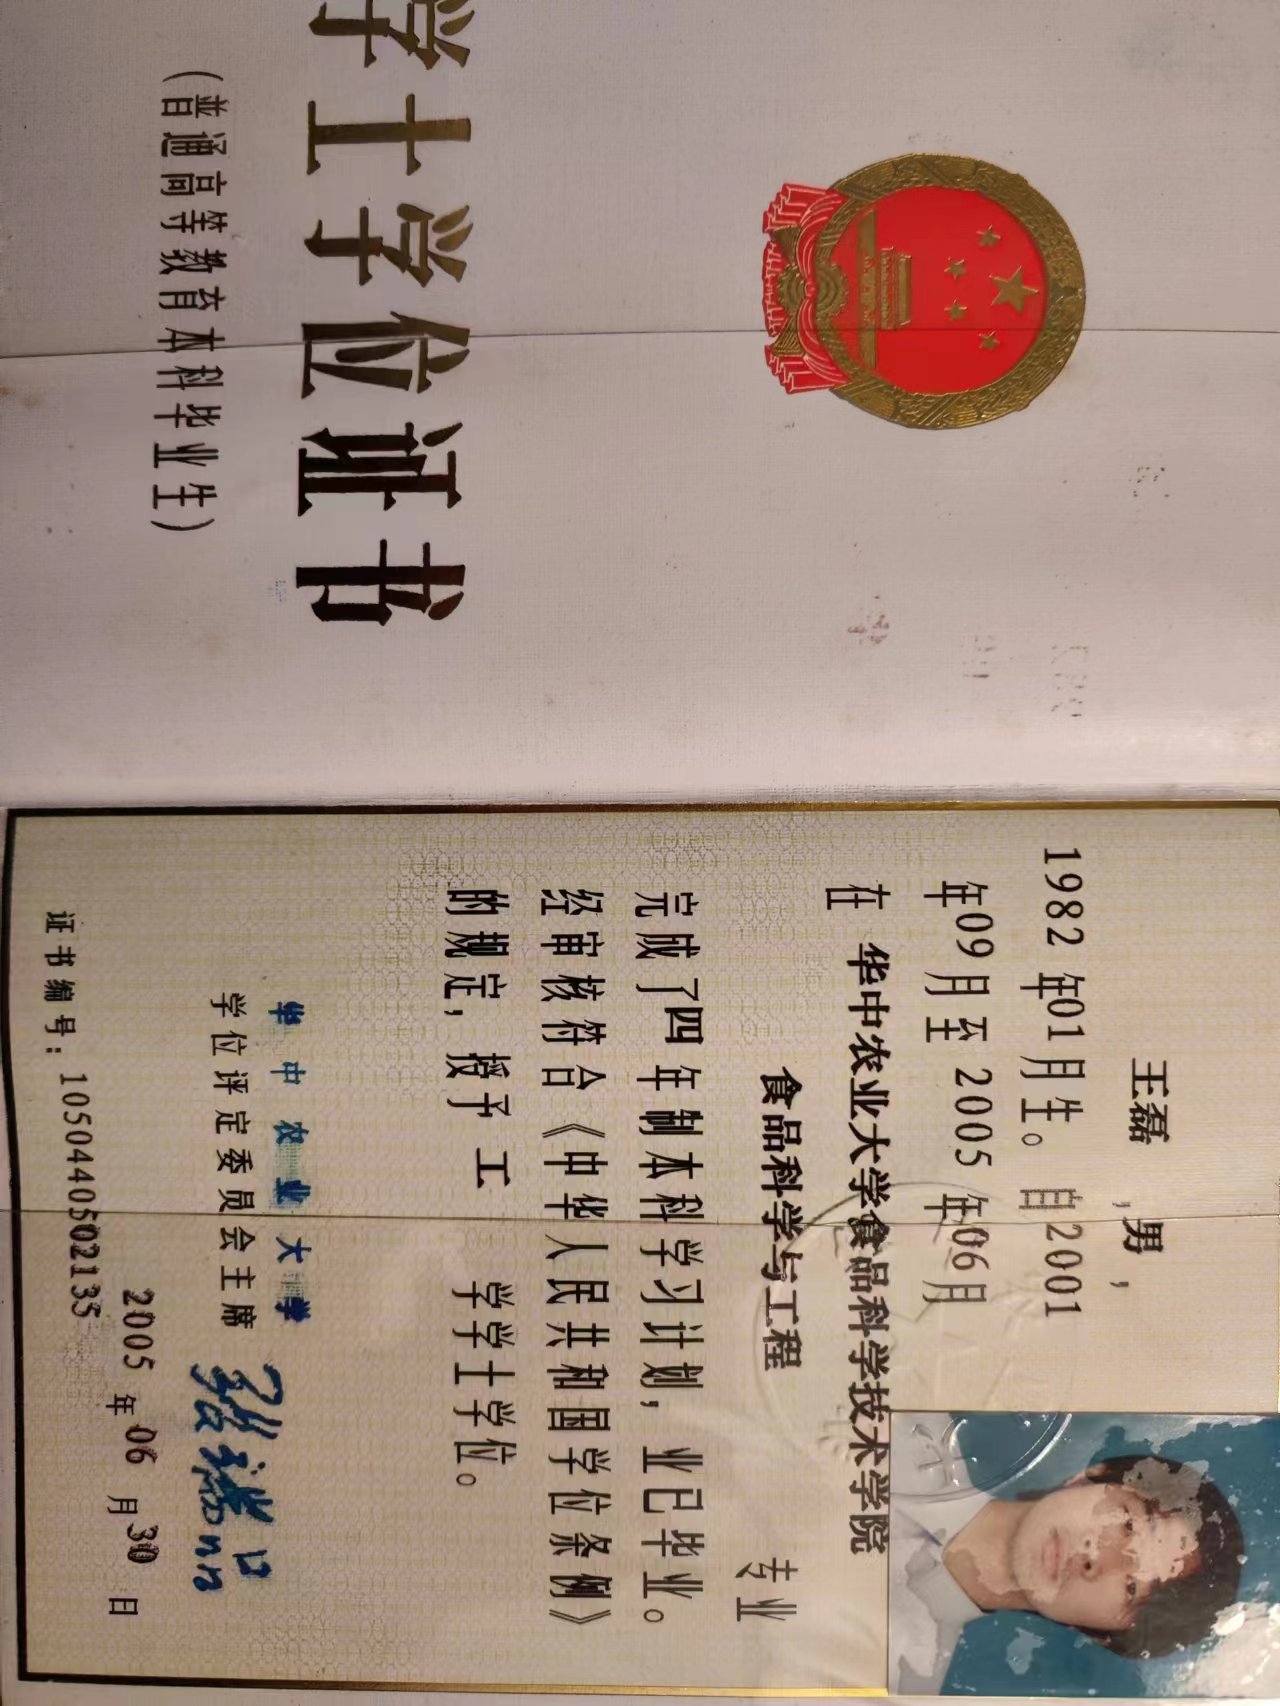 学士学位证书
(普通高等教育本科毕业生)
王磊,男,
1982年01月生。自2001
年09月至2005年06月
在 华中农业大学食品科学技术学院
食品科学与工程 专业
完成了四年制本科学习计划,业已毕业。
经审核符合《中华人民共和国学位条例》
的规定,授予 工 学学士学位。
华中农业大学
学位评定委员会主席
2005年06月30日
证书编号:1050440502135